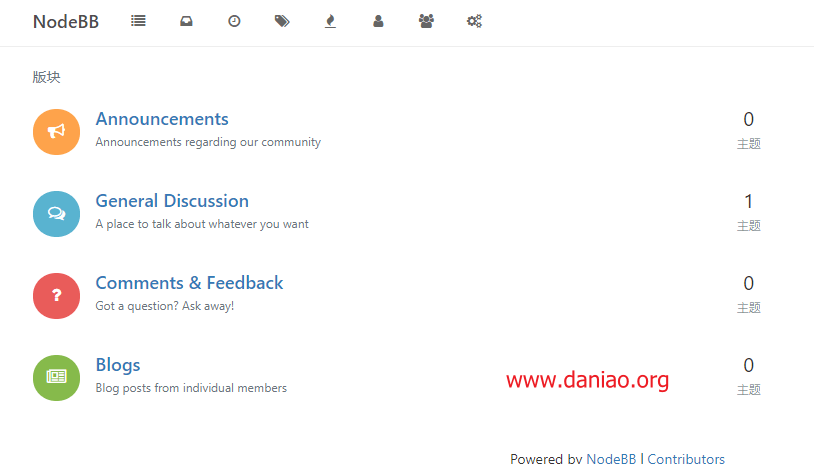 NodeBB
版块
Announcements
0
Announcements regarding our community
主题
General Discussion
1
A place to talk about whatever you want
主题
Comments & Feedback
0
Got a question? Ask away!
主题
Blogs
0
Blog posts from individual members
主题
www.daniao.org
Powered by NodeBB | Contributors